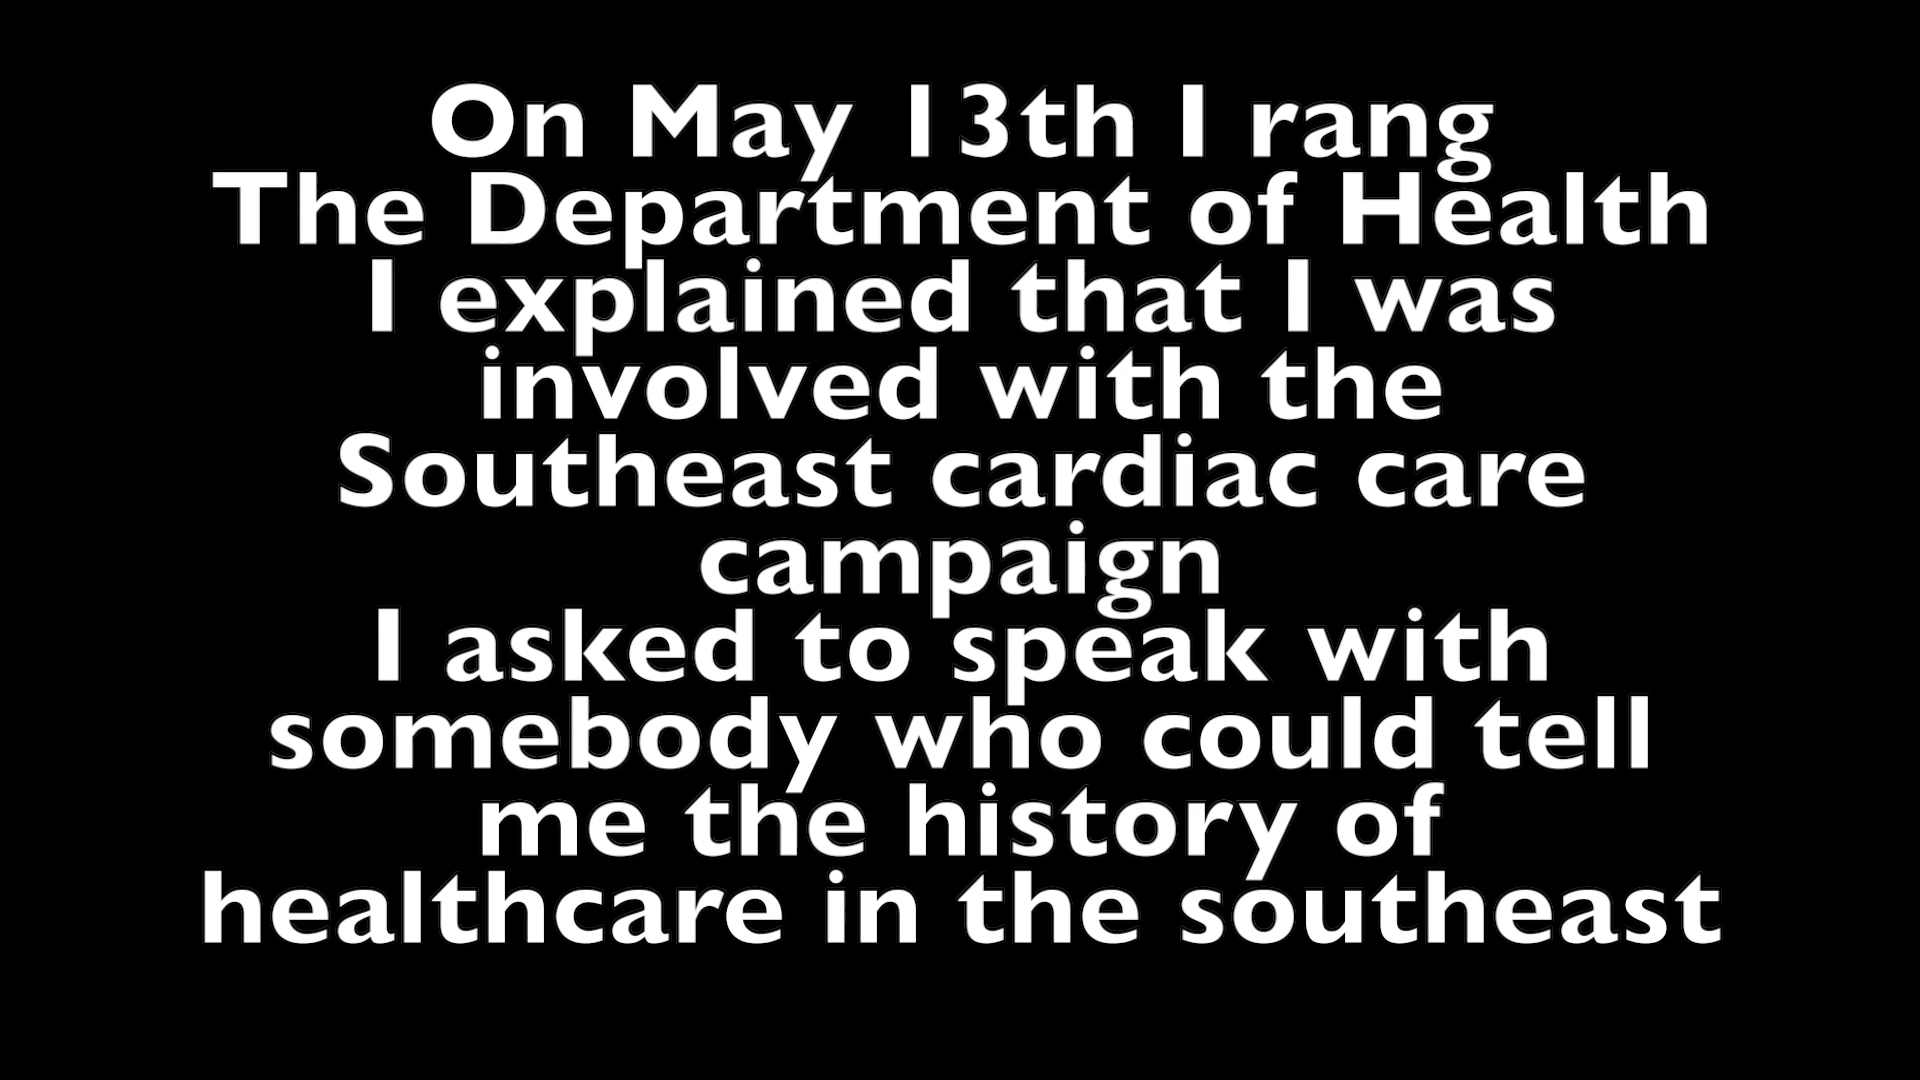 On May 13th I rang
The Department of Health
I explained that I was
involved with the
Southeast cardiac care
campaign
I asked to speak with
somebody who could tell
me the history of
healthcare in the southeast